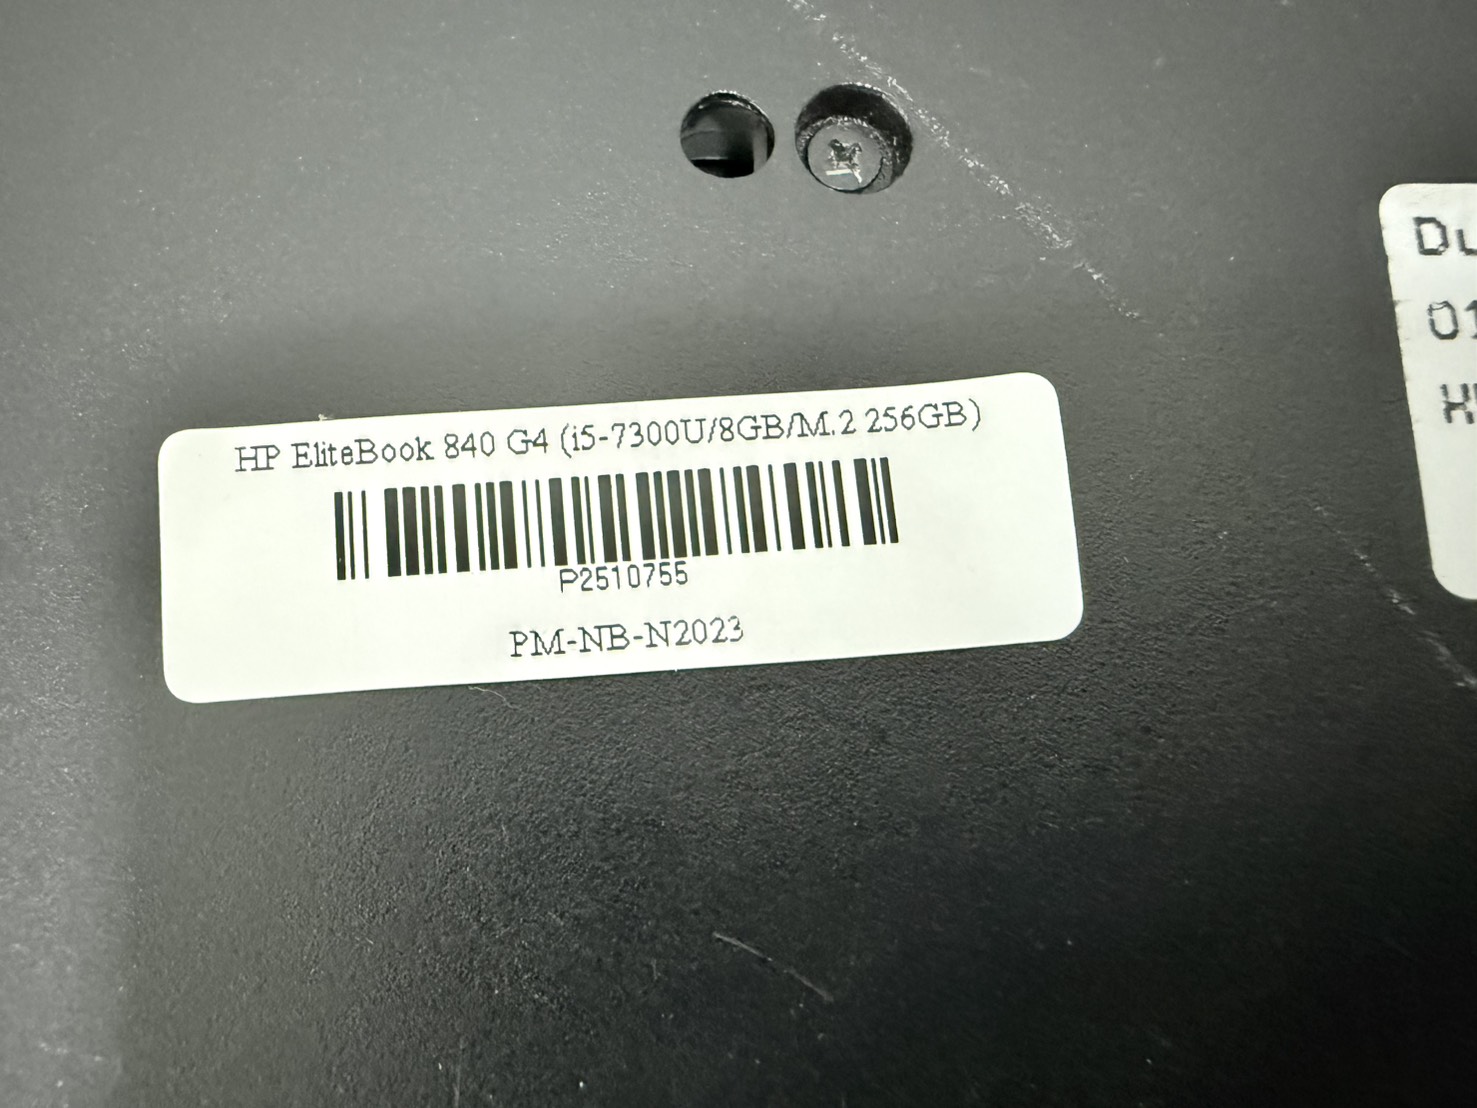 HP EliteBook 840 G4 (i5-7300U/8GB/M.2 256GB)
P2510755
PM-NB-N2023